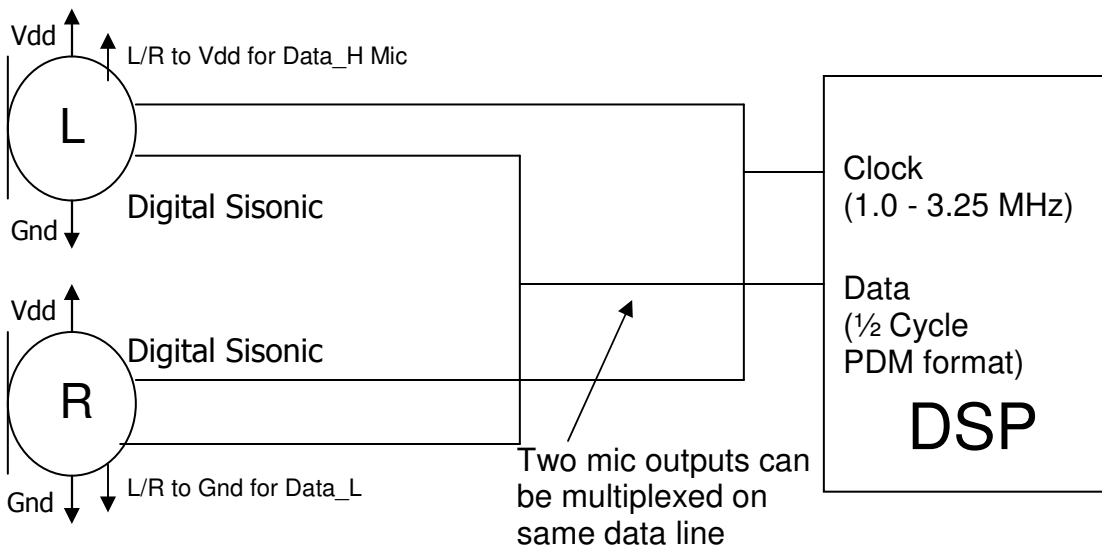 Vdd
L/R to Vdd for Data_H Mic
L
Gnd
Digital Sisonic
Vdd
Digital Sisonic
R
Gnd
L/R to Gnd for Data_L
Clock
(1.0 - 3.25 MHz)
Data
(½ Cycle
PDM format)
DSP
Two mic outputs can
be multiplexed on
same data line